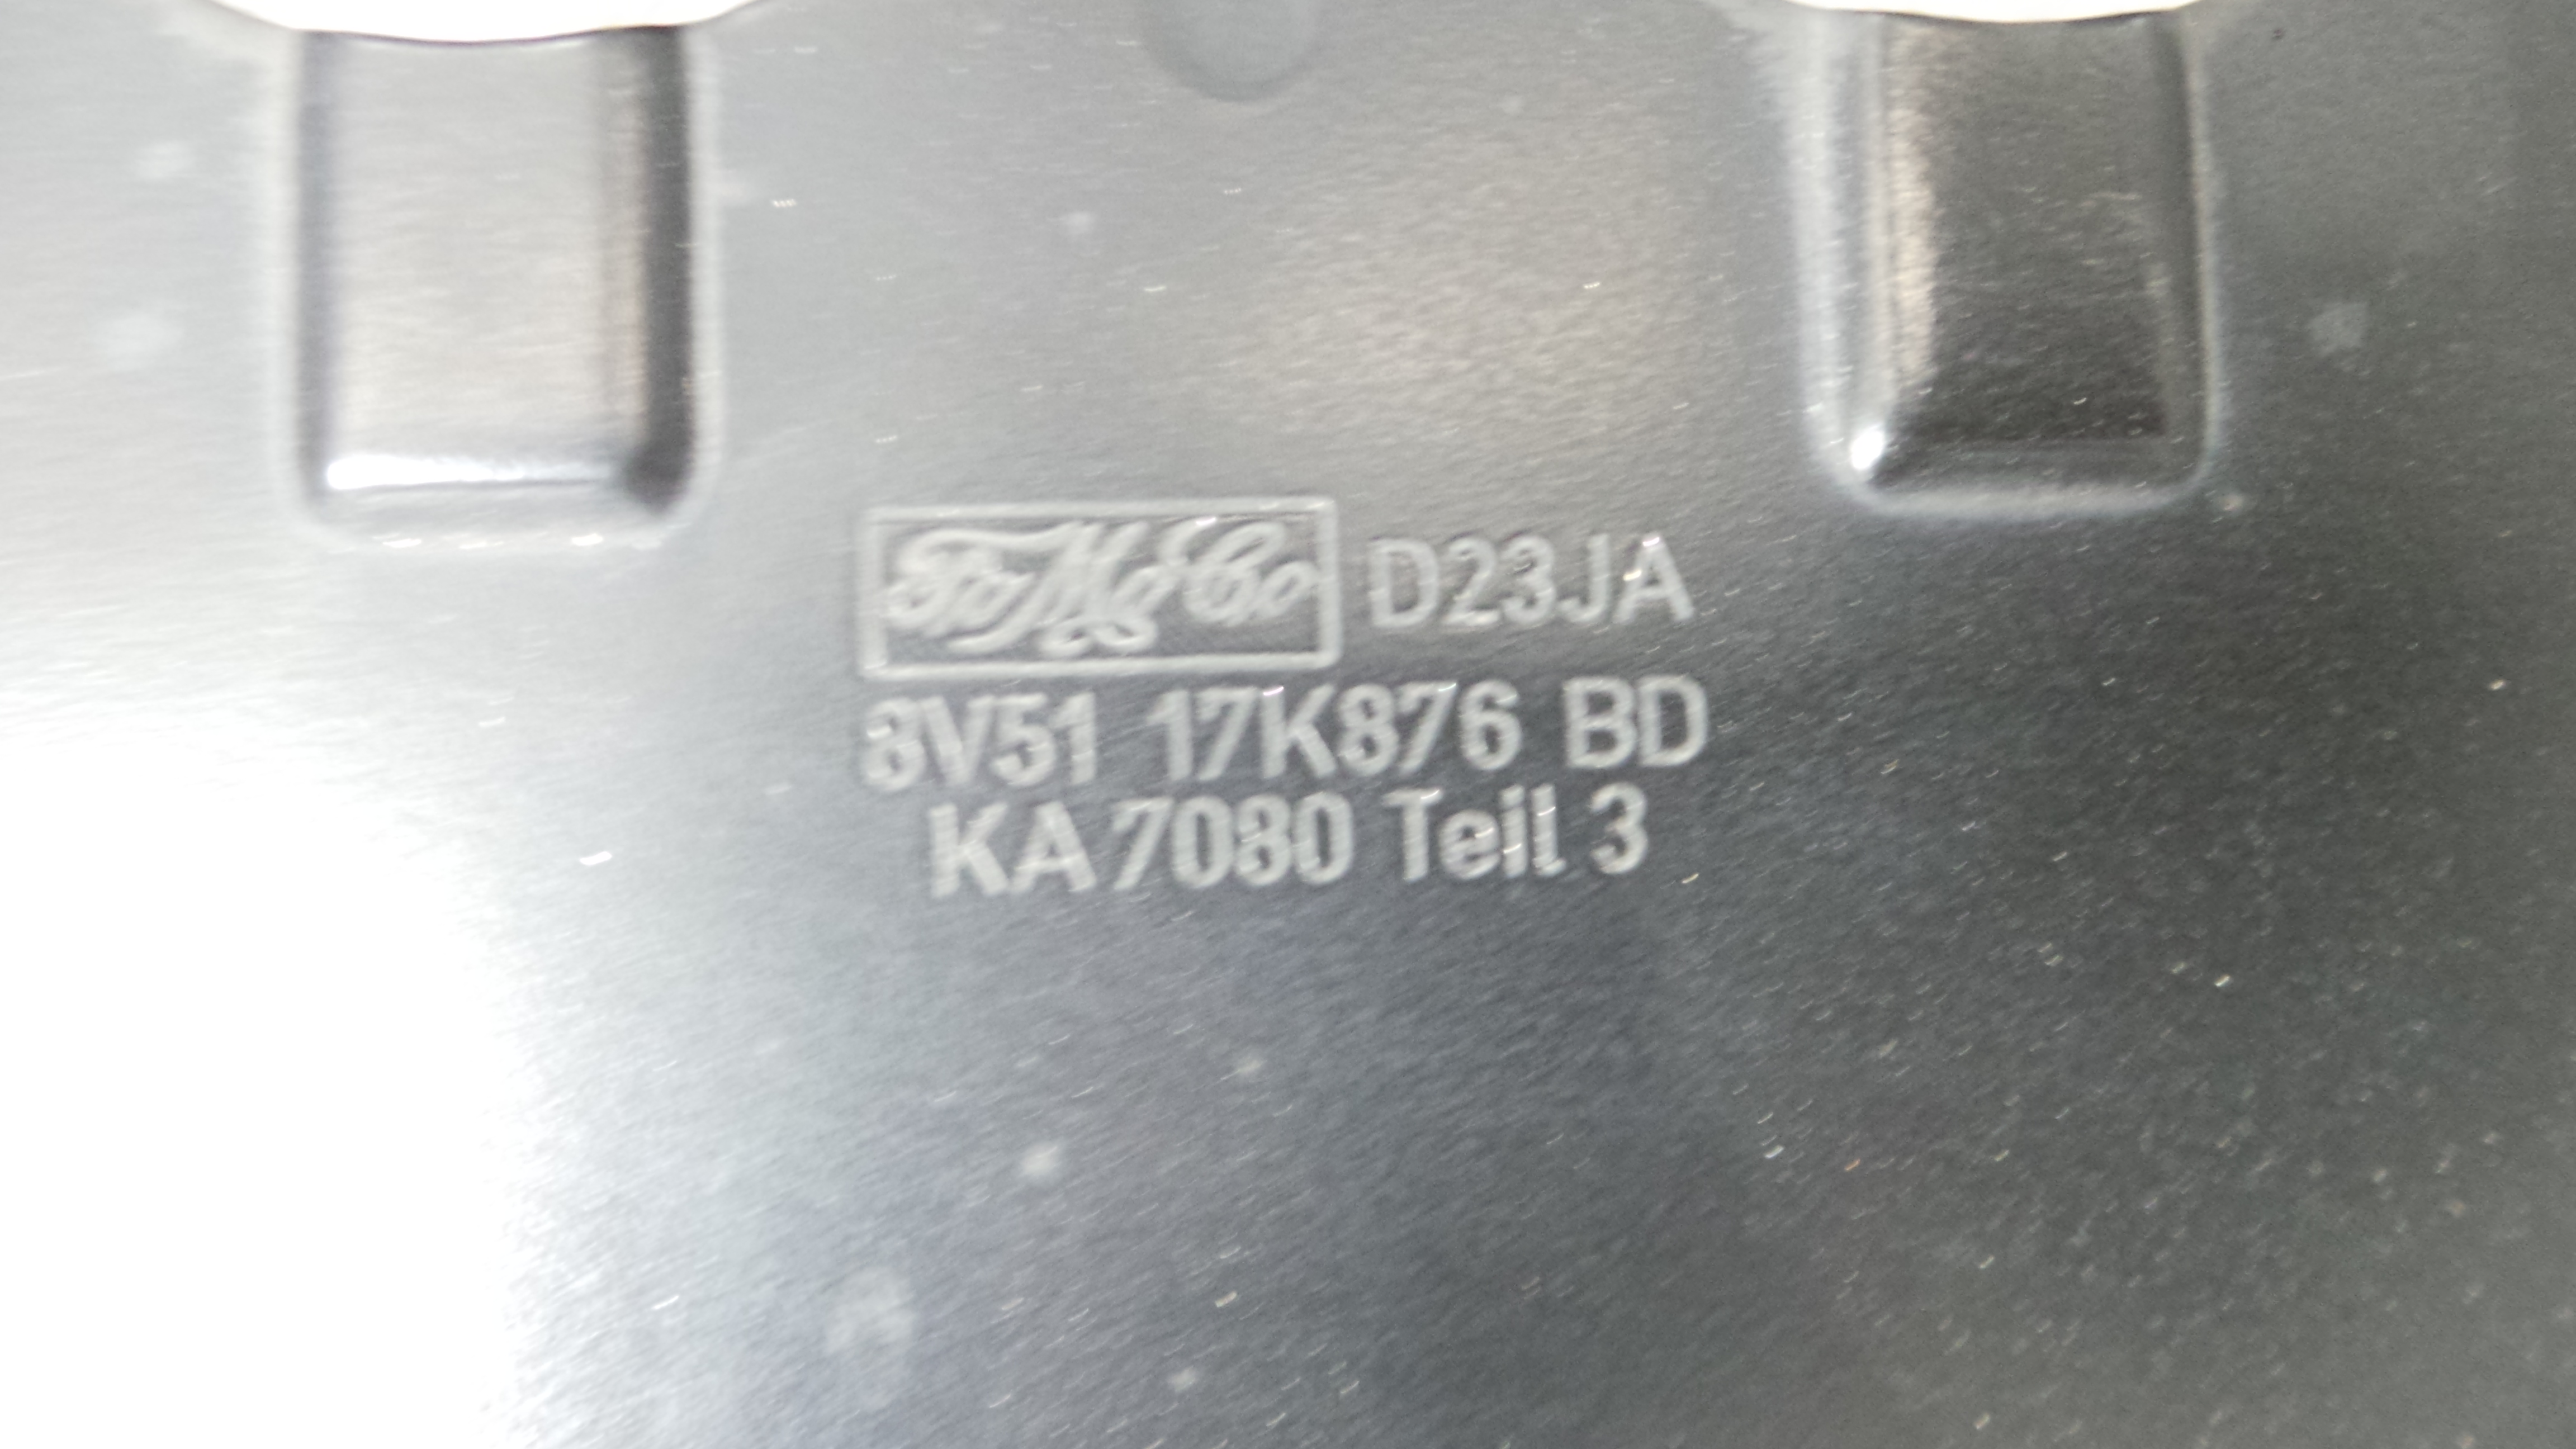 FoMoCo D23JA
8V51 17K876 BD
KA 7080 Teil 3